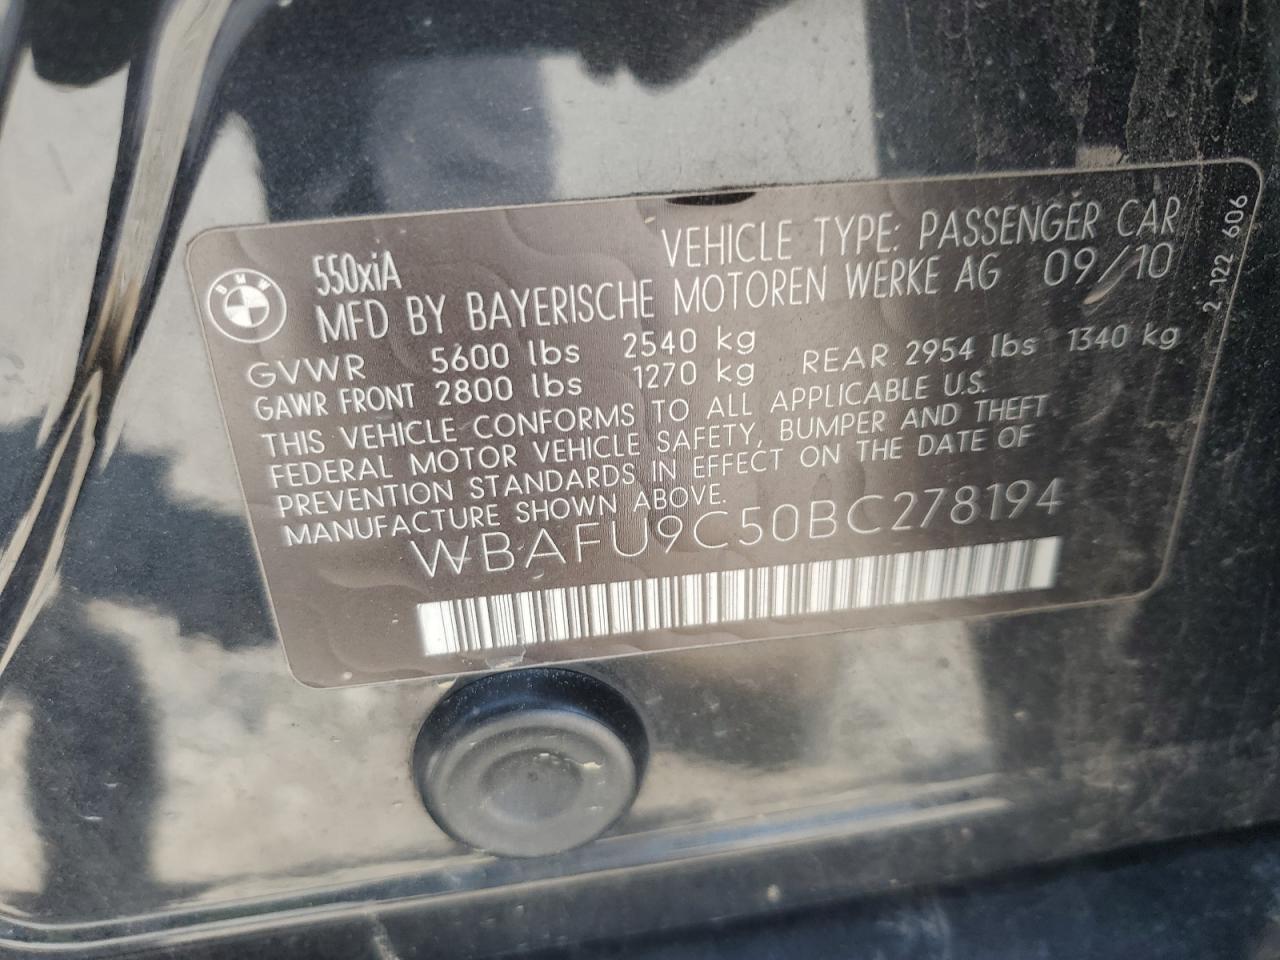 BMW
550xiA
VEHICLE TYPE: PASSENGER CAR
MFD BY BAYERISCHE MOTOREN WERKE AG 09/10
GVWR 5600 lbs 2540 kg
GAWR FRONT 2800 lbs 1270 kg REAR 2954 lbs 1340 kg
THIS VEHICLE CONFORMS TO ALL APPLICABLE U.S.
FEDERAL MOTOR VEHICLE SAFETY, BUMPER AND THEFT
PREVENTION STANDARDS IN EFFECT ON THE DATE OF
MANUFACTURE SHOWN ABOVE.
WBAFU9C50BC278194
2 122 606